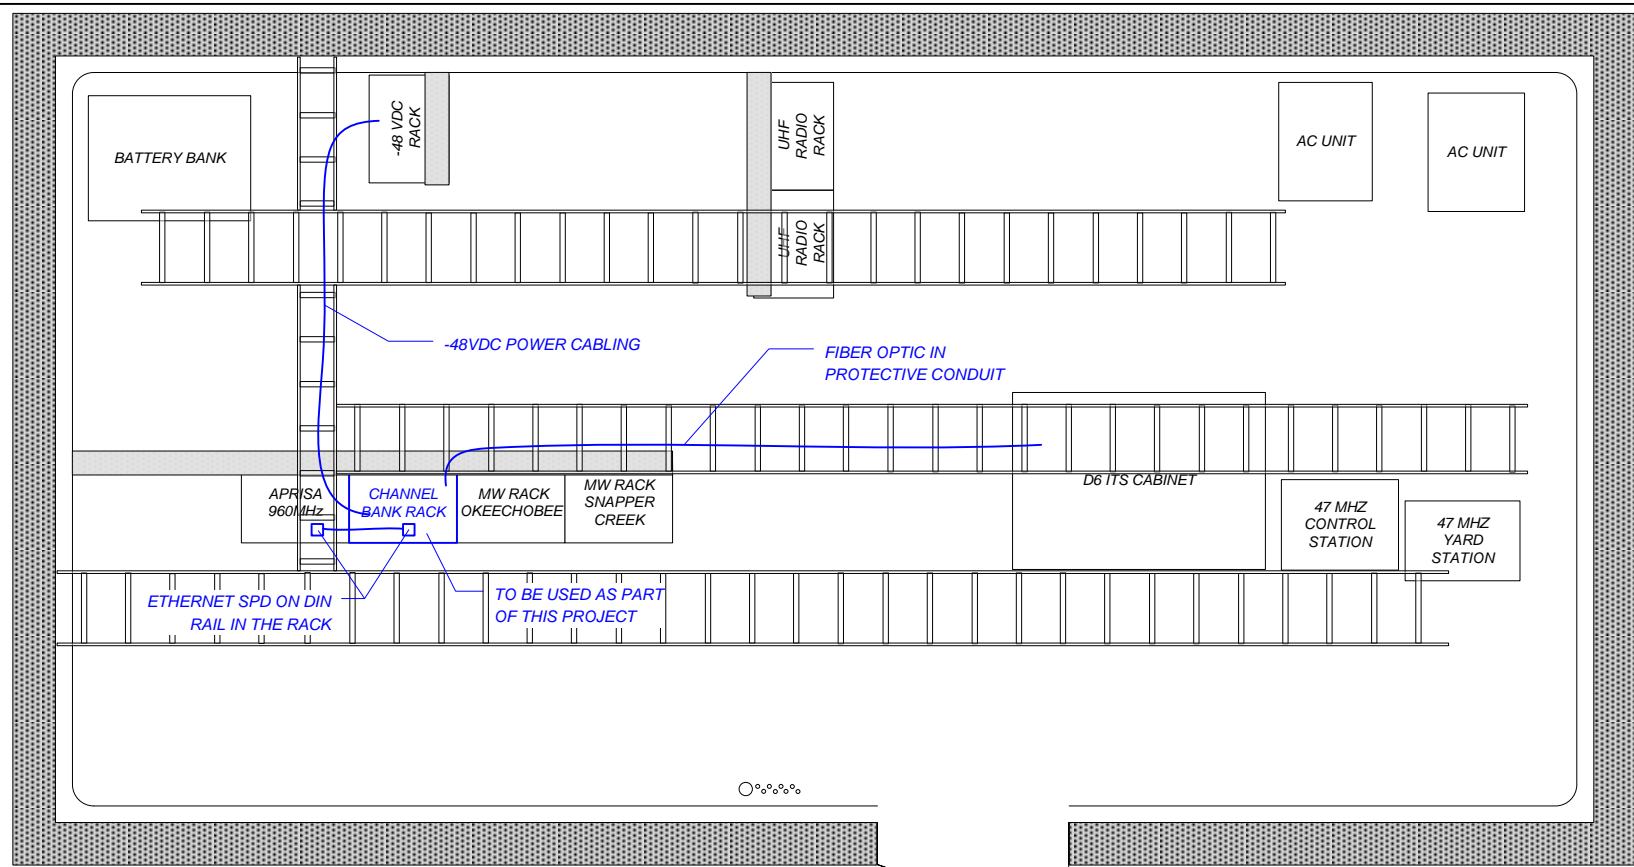 BATTERY BANK
-48 VDC
RACK
UHF
RADIO
RACK
UHF
RADIO
RACK
AC UNIT
AC UNIT
-48VDC POWER CABLING
FIBER OPTIC IN
PROTECTIVE CONDUIT
APRISA
960MHz
CHANNEL
BANK RACK
MW RACK
OKEECHOBEE
MW RACK
SNAPPER
CREEK
D6 ITS CABINET
47 MHZ
CONTROL
STATION
47 MHZ
YARD
STATION
ETHERNET SPD ON DIN
RAIL IN THE RACK
TO BE USED AS PART
OF THIS PROJECT